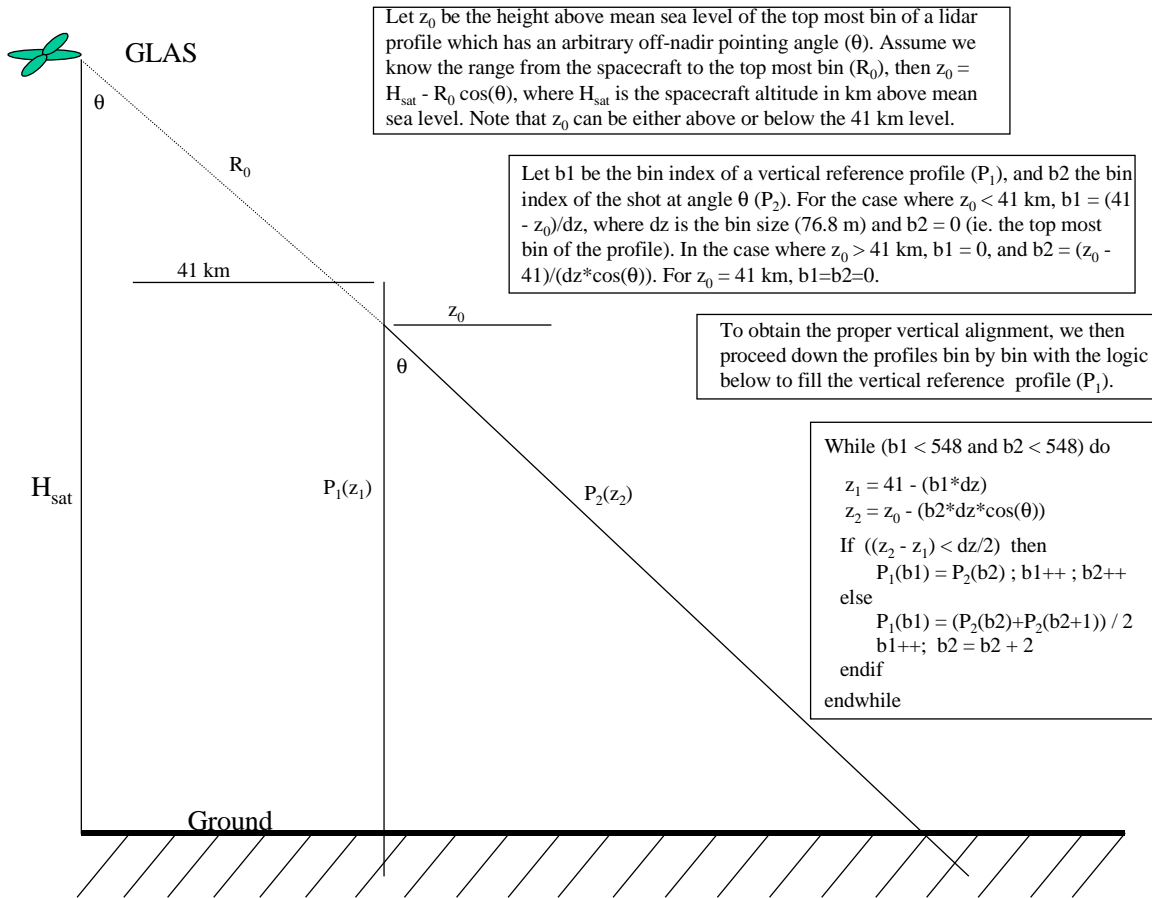 GLAS
θ
R₀
41 km
z₀
θ
H_sat
P₁(z₁)
P₂(z₂)
Ground
Let z₀ be the height above mean sea level of the top most bin of a lidar
profile which has an arbitrary off-nadir pointing angle (θ). Assume we
know the range from the spacecraft to the top most bin (R₀), then z₀ =
H_sat - R₀ cos(θ), where H_sat is the spacecraft altitude in km above mean
sea level. Note that z₀ can be either above or below the 41 km level.
Let b1 be the bin index of a vertical reference profile (P₁), and b2 the bin
index of the shot at angle θ (P₂). For the case where z₀ < 41 km, b1 = (41
- z₀)/dz, where dz is the bin size (76.8 m) and b2 = 0 (ie. the top most
bin of the profile). In the case where z₀ > 41 km, b1 = 0, and b2 = (z₀ -
41)/(dz*cos(θ)). For z₀ = 41 km, b1=b2=0.
To obtain the proper vertical alignment, we then
proceed down the profiles bin by bin with the logic
below to fill the vertical reference profile (P₁).
While (b1 < 548 and b2 < 548) do
z₁ = 41 - (b1*dz)
z₂ = z₀ - (b2*dz*cos(θ))
If ((z₂ - z₁) < dz/2) then
P₁(b1) = P₂(b2) ; b1++ ; b2++
else
P₁(b1) = (P₂(b2)+P₂(b2+1)) / 2
b1++; b2 = b2 + 2
endif
endwhile